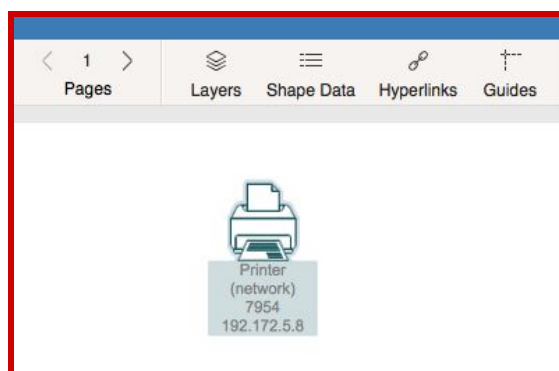 1
Pages
Layers
Shape Data
Hyperlinks
Guides
Printer
(network)
7954
192.172.5.8